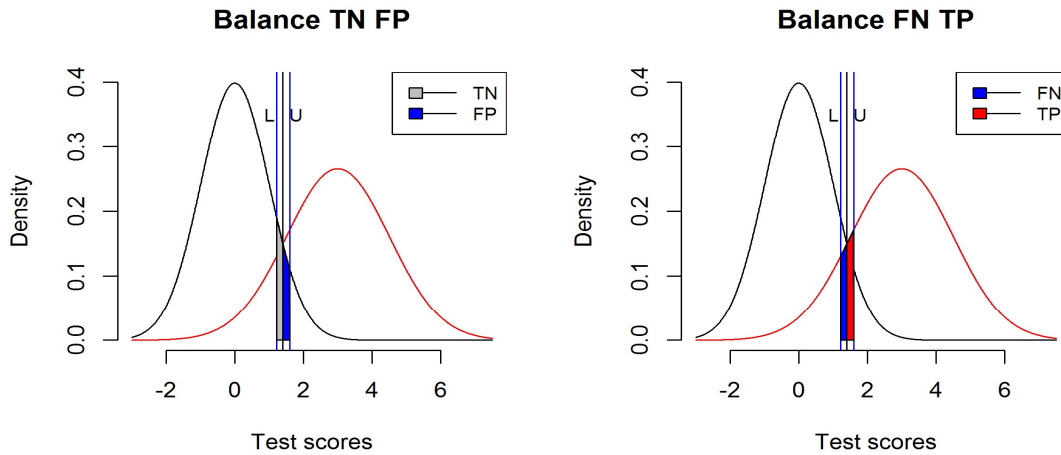 Balance TN FP
Density
0.0 0.1 0.2 0.3 0.4
L U
TN
FP
-2 0 2 4 6
Test scores
Balance FN TP
Density
0.0 0.1 0.2 0.3 0.4
L U
FN
TP
-2 0 2 4 6
Test scores